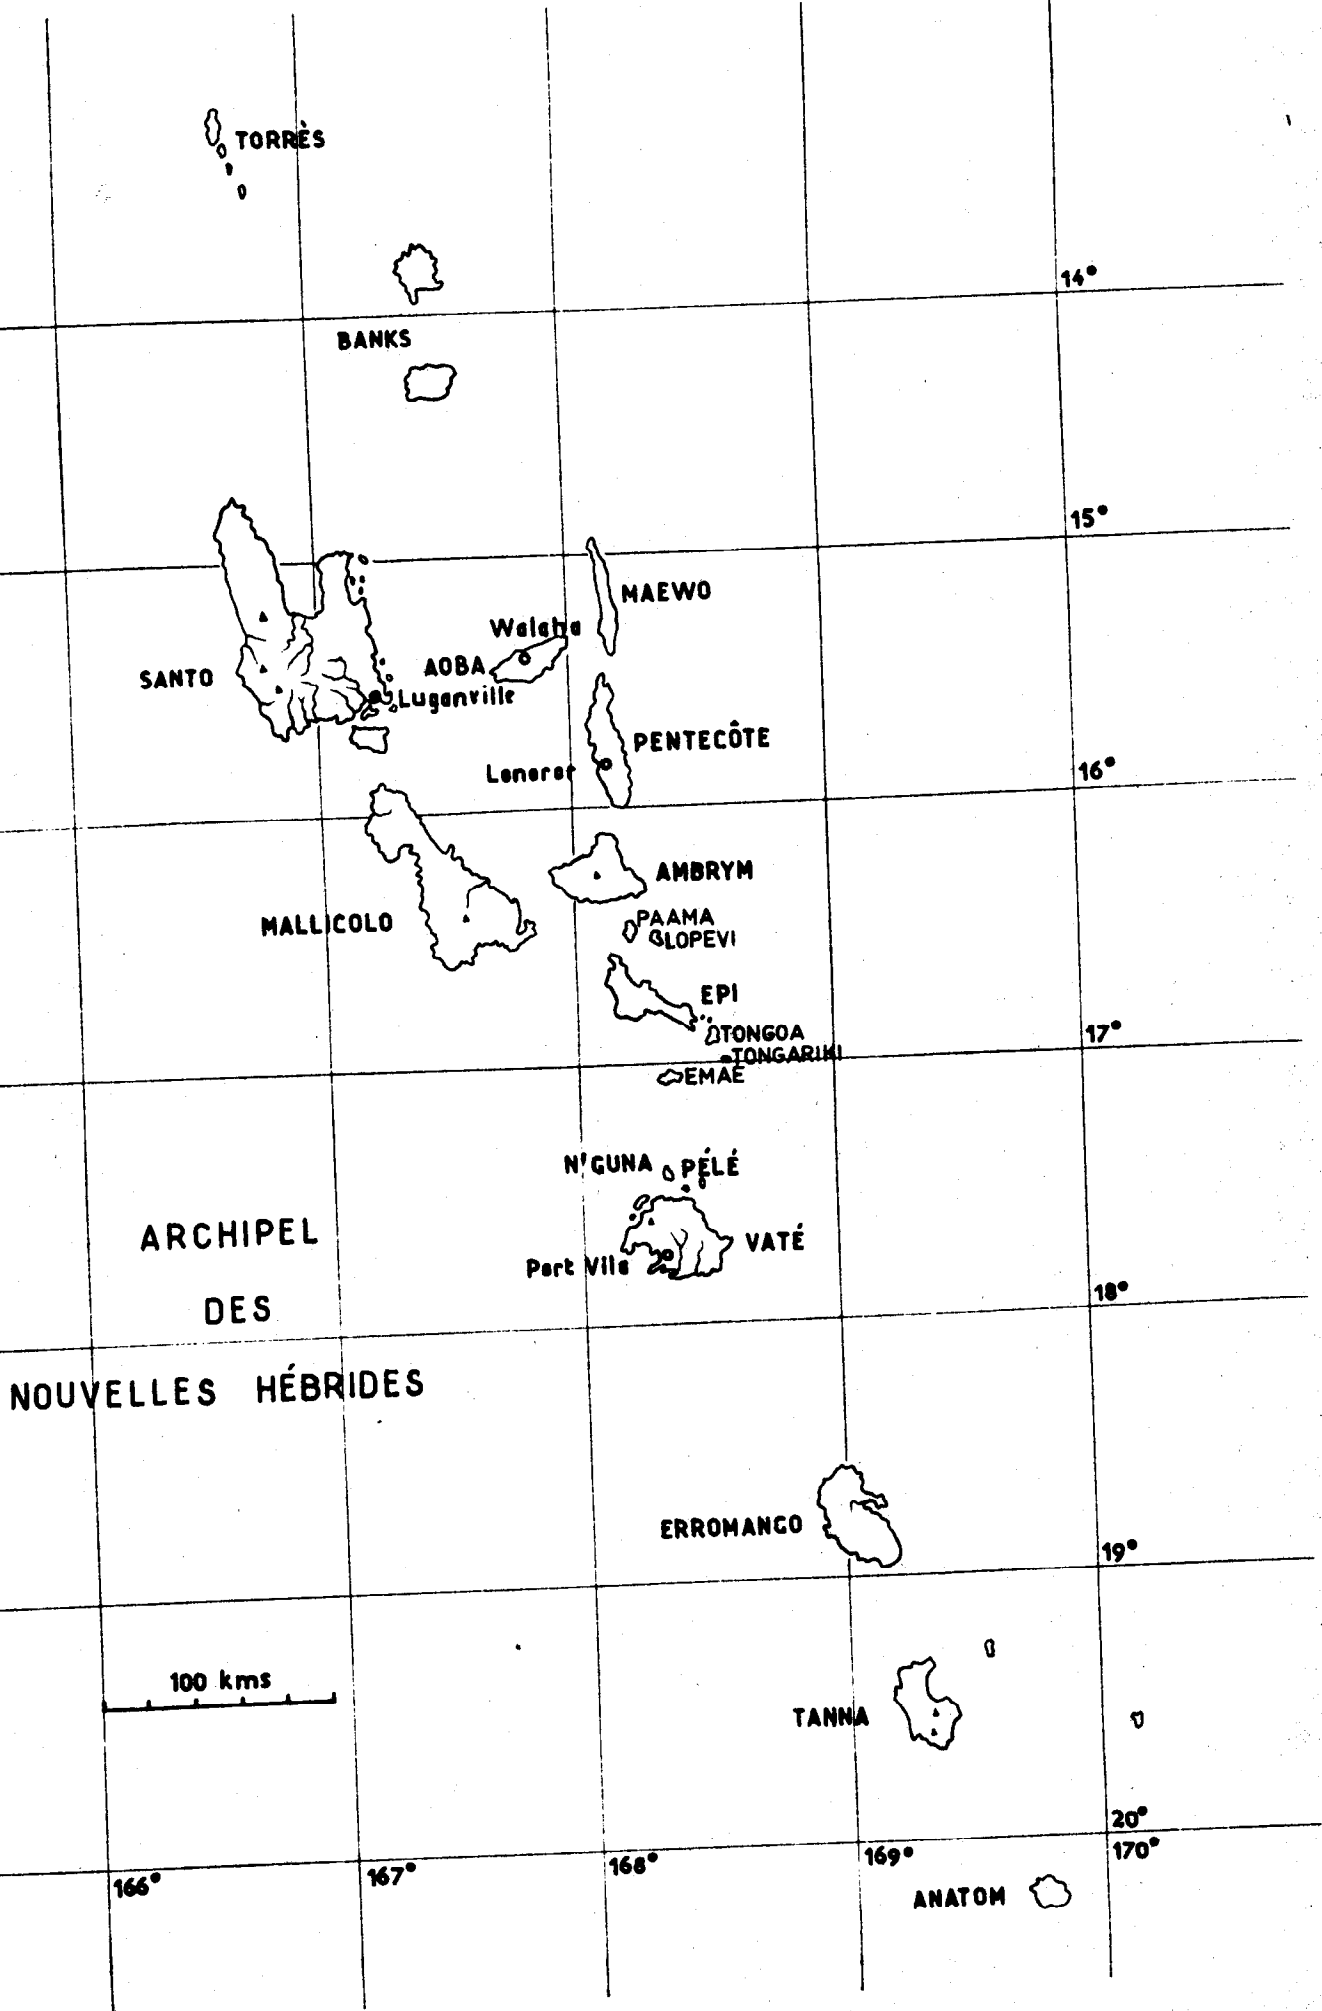 TORRÈS
14°
BANKS
15°
MAEWO
Walaha
AOBA
SANTO
Luganville
PENTECÔTE
Lonoror
16°
AMBRYM
MALLICOLO
PAAMA
LOPEVI
EPI
TONGOA
17°
TONGARIKI
EMAE
N'GUNA PÉLÉ
ARCHIPEL
VATÉ
Port Vila
DES
18°
NOUVELLES HÉBRIDES
ERROMANGO
19°
100 kms
TANNA
20°
166° 167° 168° 169° 170°
ANATOM